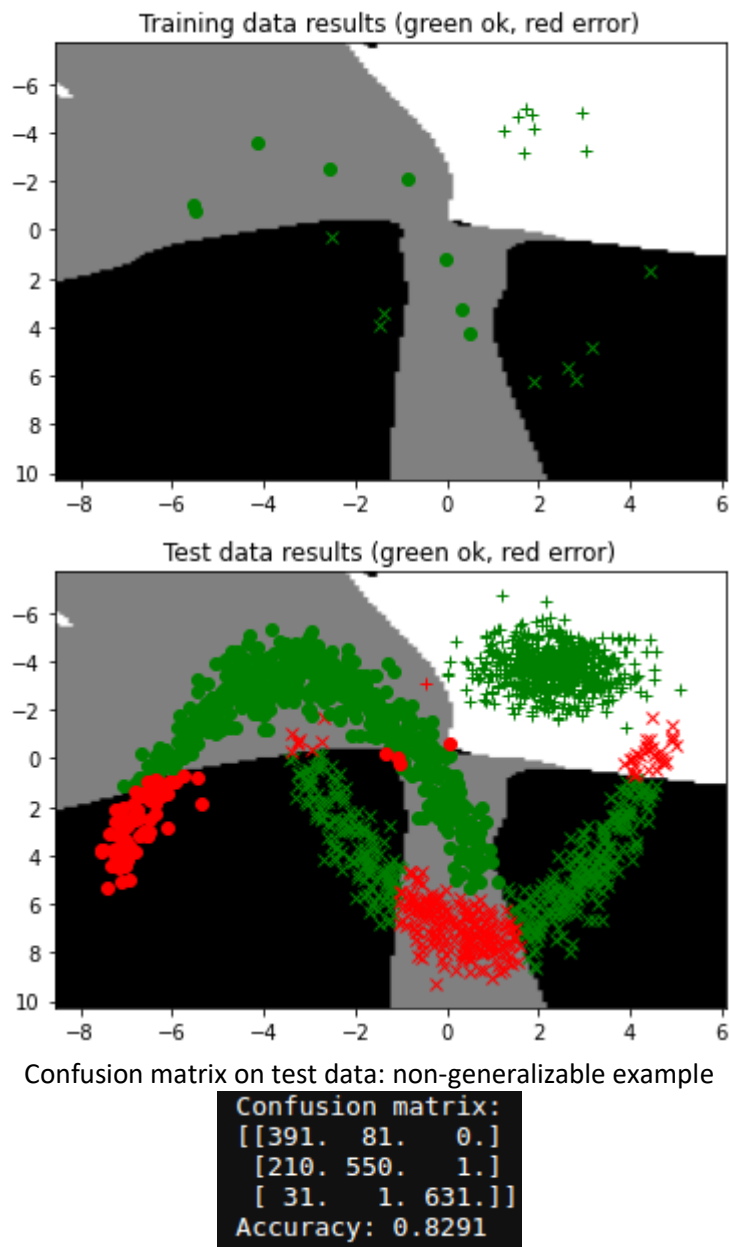 Training data results (green ok, red error)
−6
−4
−2
0
2
4
6
8
10
−8 −6 −4 −2 0 2 4 6
Test data results (green ok, red error)
−6
−4
−2
0
2
4
6
8
10
−8 −6 −4 −2 0 2 4 6
Confusion matrix on test data: non-generalizable example
Confusion matrix:
[[391. 81. 0.]
[210. 550. 1.]
[ 31. 1. 631.]]
Accuracy: 0.8291